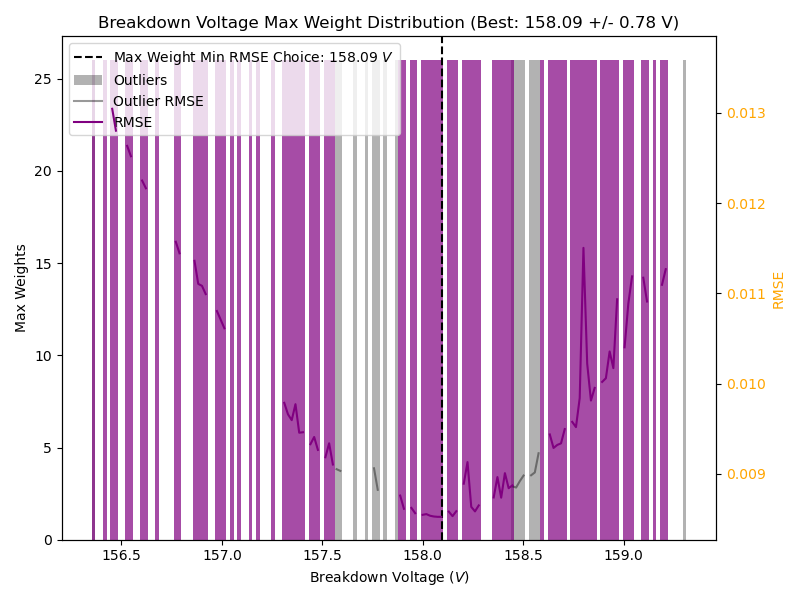 Breakdown Voltage Max Weight Distribution (Best: 158.09 +/- 0.78 V)
Max Weight Min RMSE Choice: 158.09 V
Outliers
Outlier RMSE
RMSE
25
20
15
10
5
0
Max Weights
0.013
0.012
0.011
0.010
0.009
RMSE
156.5 157.0 157.5 158.0 158.5 159.0
Breakdown Voltage (V)